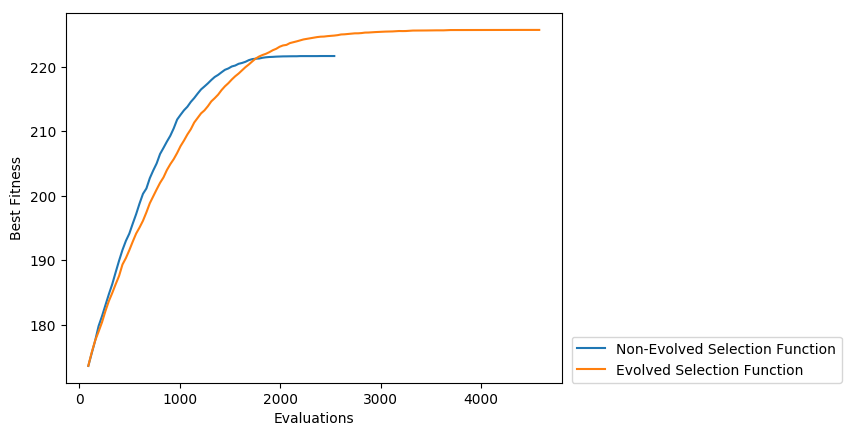 220
210
200
190
180
Best Fitness
0 1000 2000 3000 4000
Evaluations
Non-Evolved Selection Function
Evolved Selection Function